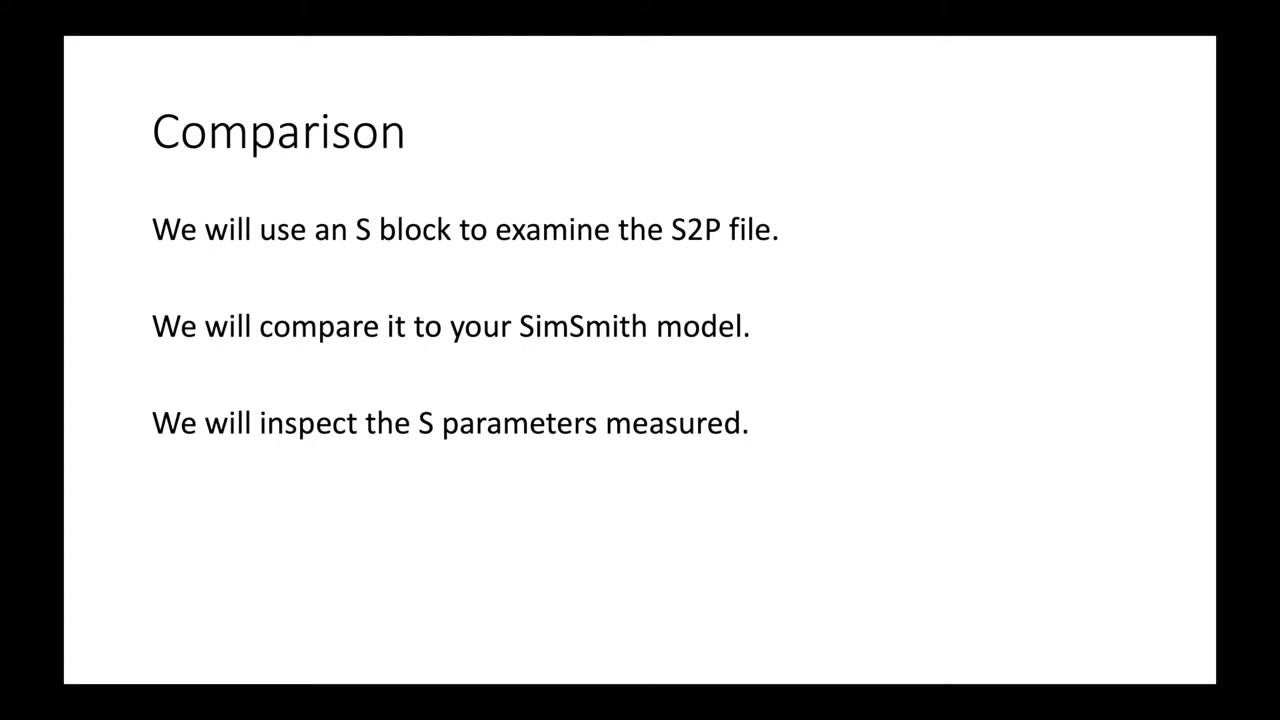 Comparison
We will use an S block to examine the S2P file.
We will compare it to your SimSmith model.
We will inspect the S parameters measured.